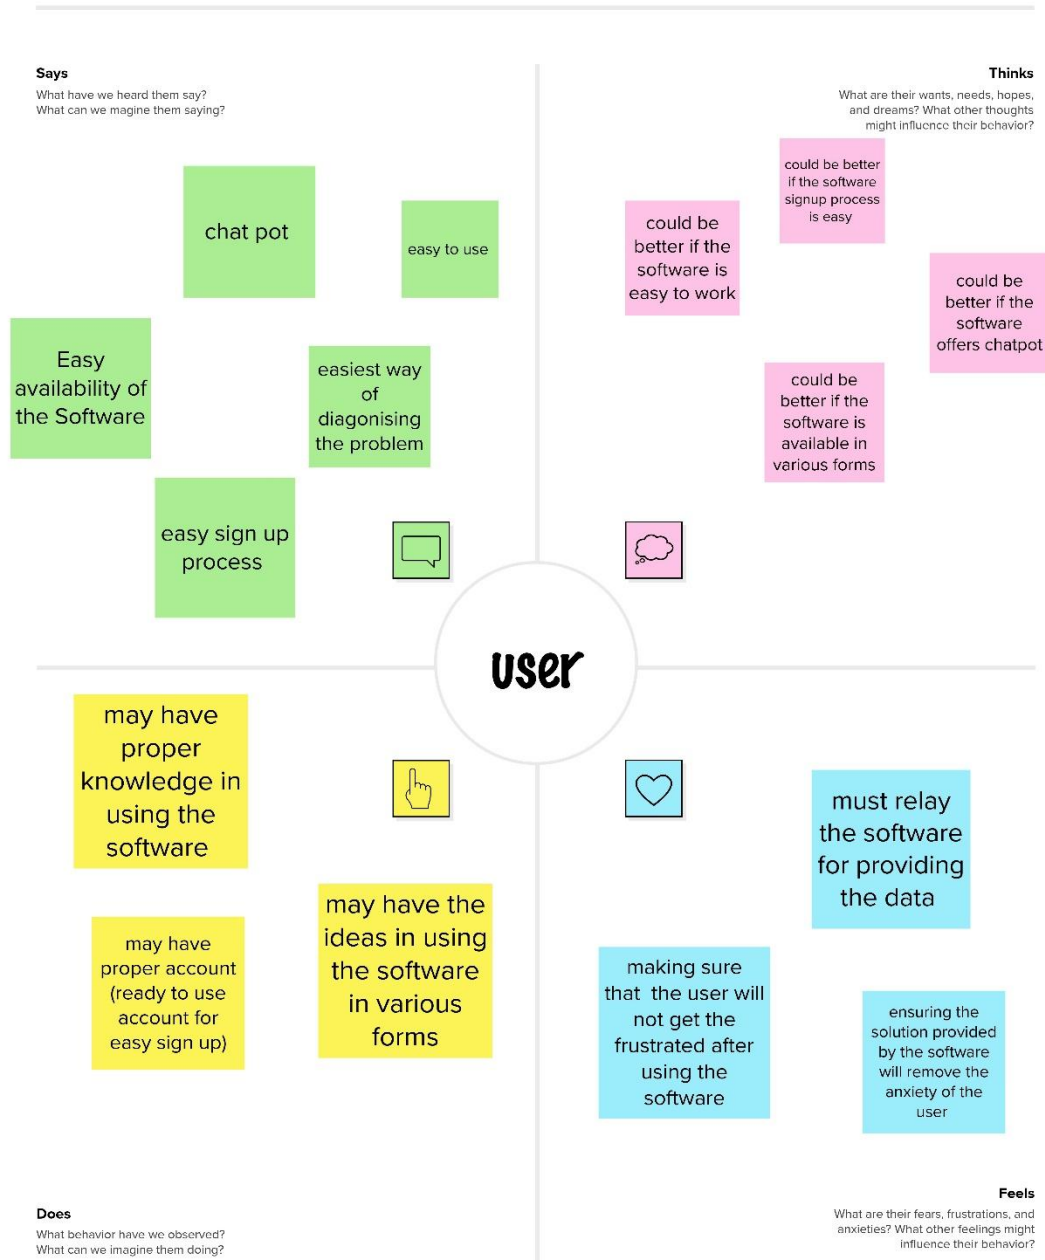 Says
What have we heard them say?
What can we magine them saying?
chat pot
easy to use
Easy
availability of
the Software
easiest way
of
diagonising
the problem
easy sign up
process
Thinks
What are their wants, needs, hopes,
and dreams? What other thoughts
might influence their behavior?
could be better
if the software
signup process
is easy
could be
better if the
software is
easy to work
could be
better if the
software
offers chatpot
could be
better if the
software is
available in
various forms
user
may have
proper
knowledge in
using the
software
may have the
ideas in using
the software
in various
forms
may have
proper account
(ready to use
account for
easy sign up)
Does
What behavior have we observed?
What can we imagine them doing?
must relay
the software
for providing
the data
making sure
that the user will
not get the
frustrated after
using the
software
ensuring the
solution provided
by the software
will remove the
anxiety of the
user
Feels
What are their fears, frustrations, and
anxieties? What other feelings might
influence their behavior?